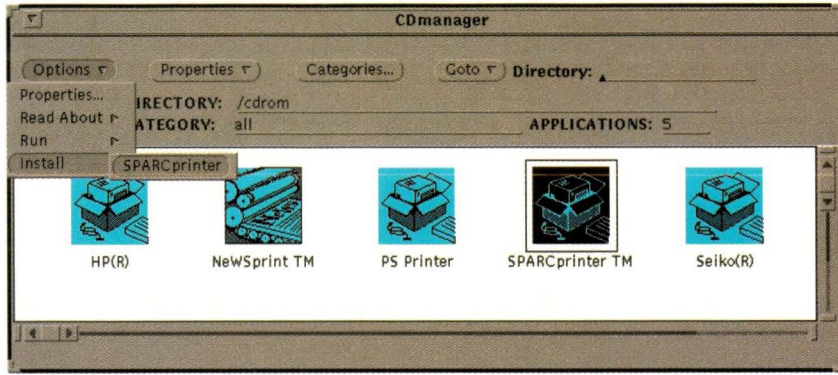 CDmanager
Options Properties Categories... Goto Directory:
Properties...
IRECTORY: /cdrom
Read About
ATEGORY: all APPLICATIONS: 5
Run
Install SPARCprinter
HP(R) NeWSprint TM PS Printer SPARCprinter TM Seiko(R)